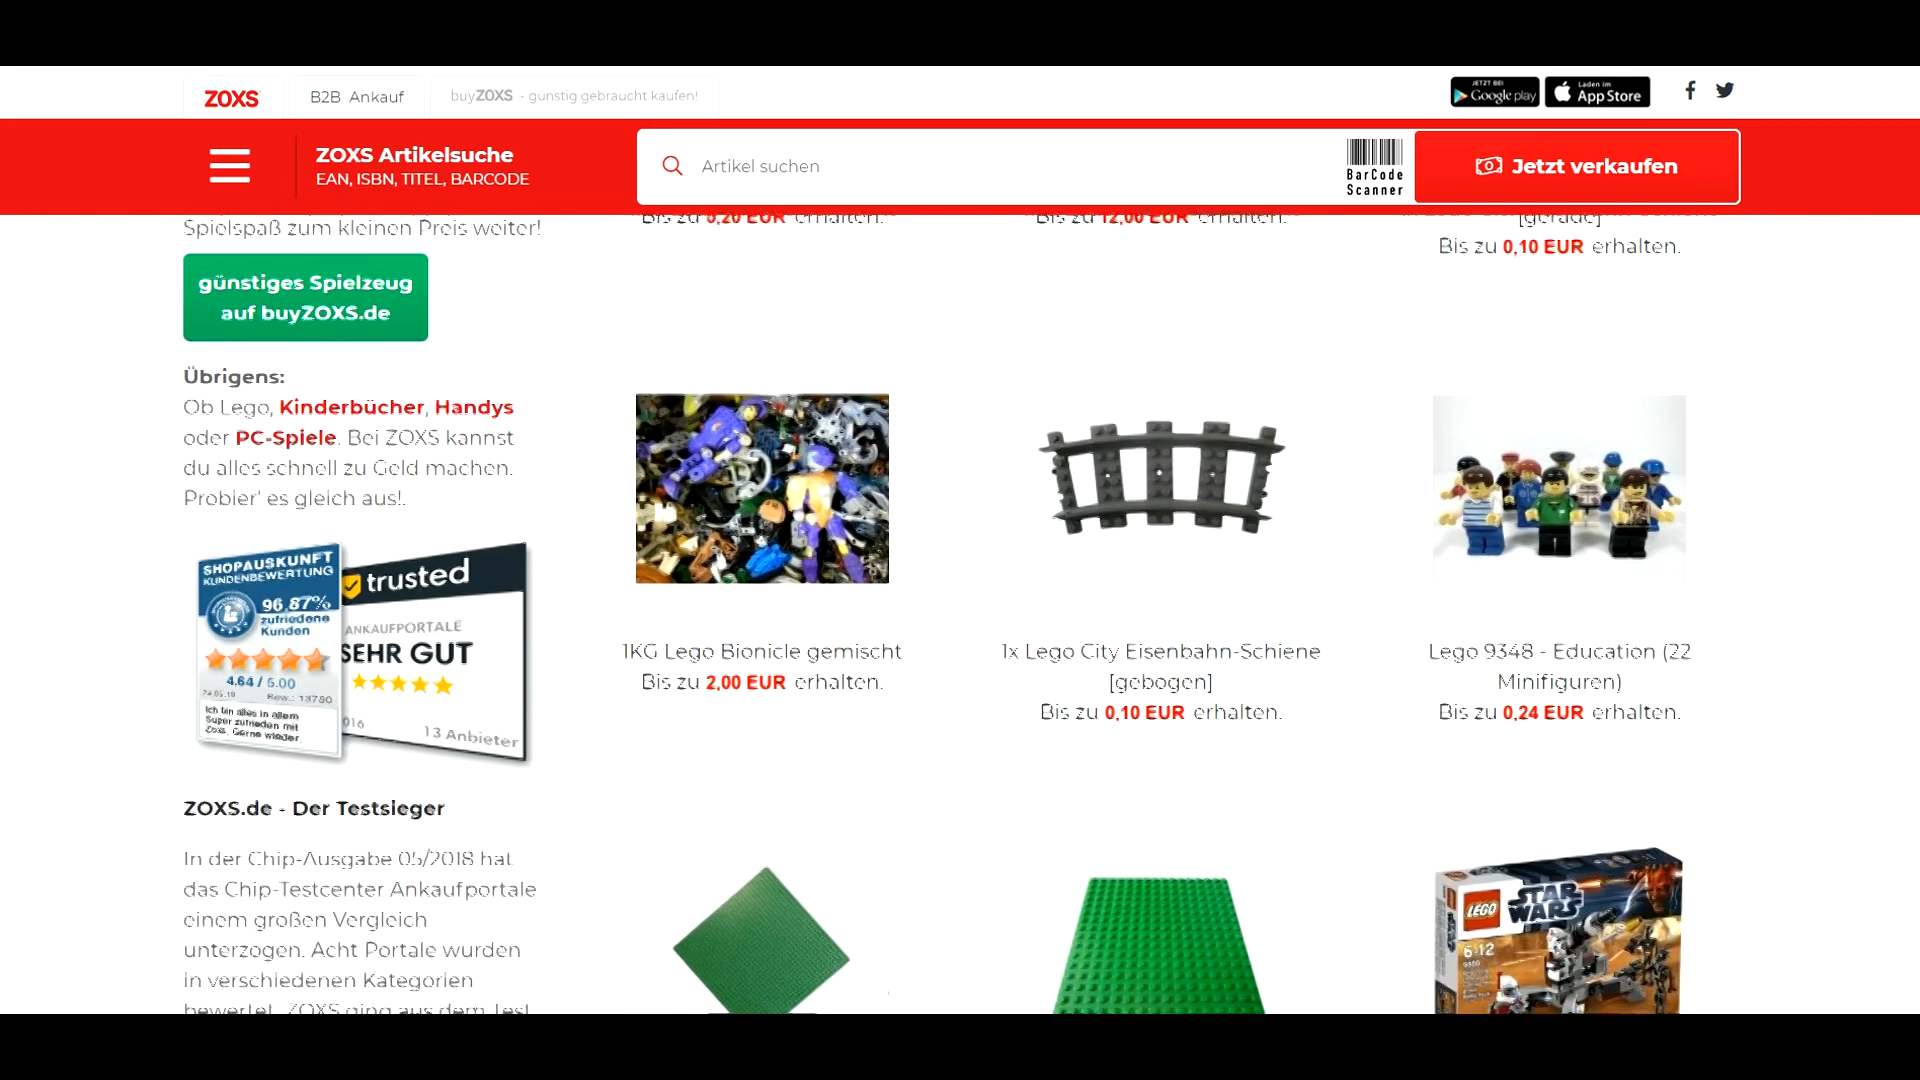 ZOXS
B2B Ankauf
buyZOXS - günstig gebraucht kaufen!
JETZT BEI
Google play
Laden im
App Store
ZOXS Artikelsuche
EAN, ISBN, TITEL, BARCODE
Artikel suchen
BarCode
Scanner
Jetzt verkaufen
Spielspaß zum kleinen Preis weiter!
günstiges Spielzeug
auf buyZOXS.de
Übrigens:
Ob Lego, Kinderbücher, Handys
oder PC-Spiele. Bei ZOXS kannst
du alles schnell zu Geld machen.
Probier' es gleich aus!.
SHOPAUSKUNFT
KUNDENBEWERTUNG
96,87%
zufriedene
Kunden
4.64 / 5.00
24.05.19 Bew.: 13790
Ich bin alles in allem
Super zufrieden mit
Zoxs. Gerne wieder.
trusted
ANKAUFPORTALE
SEHR GUT
016
13 Anbieter
ZOXS.de - Der Testsieger
In der Chip-Ausgabe 05/2018 hat
das Chip-Testcenter Ankaufportale
einem großen Vergleich
unterzogen. Acht Portale wurden
in verschiedenen Kategorien
bewertet. ZOXS ging aus dem Test
Bis zu 5,20 EUR erhalten.
Bis zu 12,00 EUR erhalten.
[gerade]
Bis zu 0,10 EUR erhalten.
1KG Lego Bionicle gemischt
Bis zu 2,00 EUR erhalten.
1x Lego City Eisenbahn-Schiene
[gebogen]
Bis zu 0,10 EUR erhalten.
Lego 9348 - Education (22
Minifiguren)
Bis zu 0,24 EUR erhalten.
LEGO
STAR
WARS
6-12